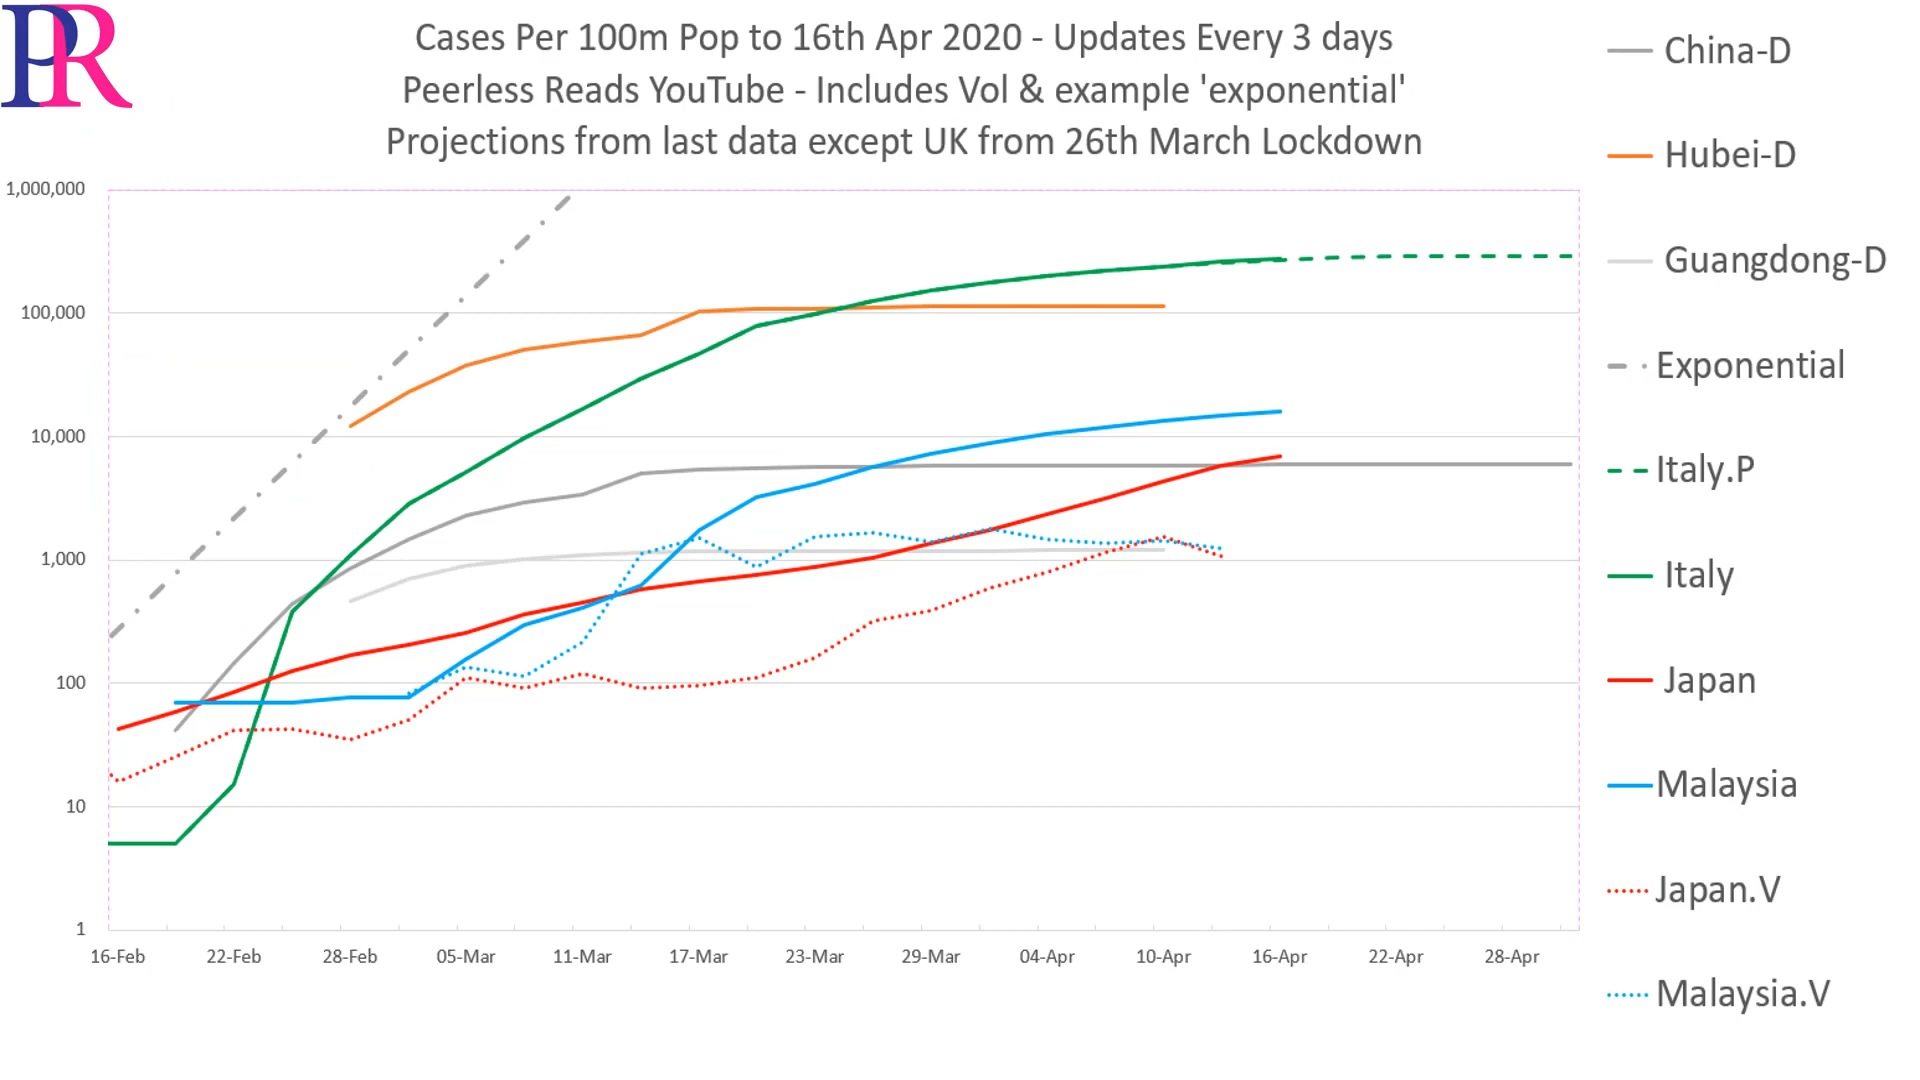 PR
Cases Per 100m Pop to 16th Apr 2020 - Updates Every 3 days
Peerless Reads YouTube - Includes Vol & example 'exponential'
Projections from last data except UK from 26th March Lockdown
1,000,000
100,000
10,000
1,000
100
10
1
16-Feb 22-Feb 28-Feb 05-Mar 11-Mar 17-Mar 23-Mar 29-Mar 04-Apr 10-Apr 16-Apr 22-Apr 28-Apr
China-D
Hubei-D
Guangdong-D
Exponential
Italy.P
Italy
Japan
Malaysia
Japan.V
Malaysia.V